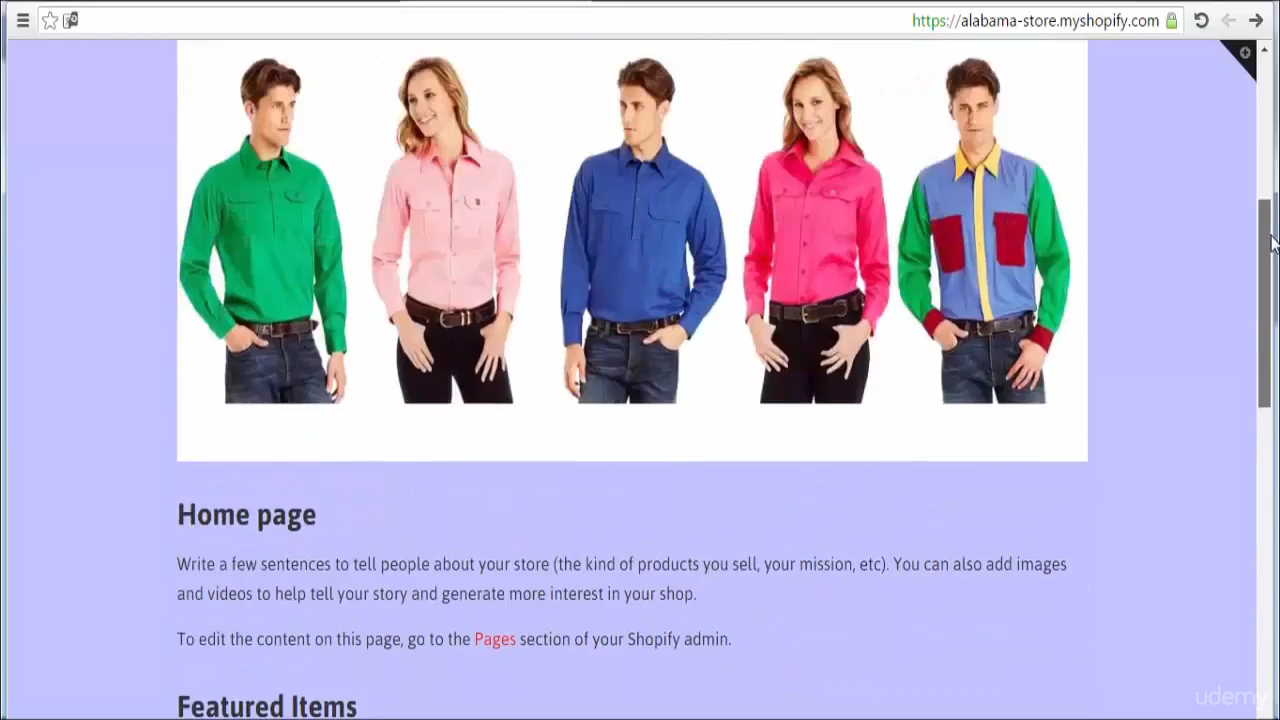 https://alabama-store.myshopify.com
Home page
Write a few sentences to tell people about your store (the kind of products you sell, your mission, etc). You can also add images
and videos to help tell your story and generate more interest in your shop.
To edit the content on this page, go to the Pages section of your Shopify admin.
Featured Items
udemy